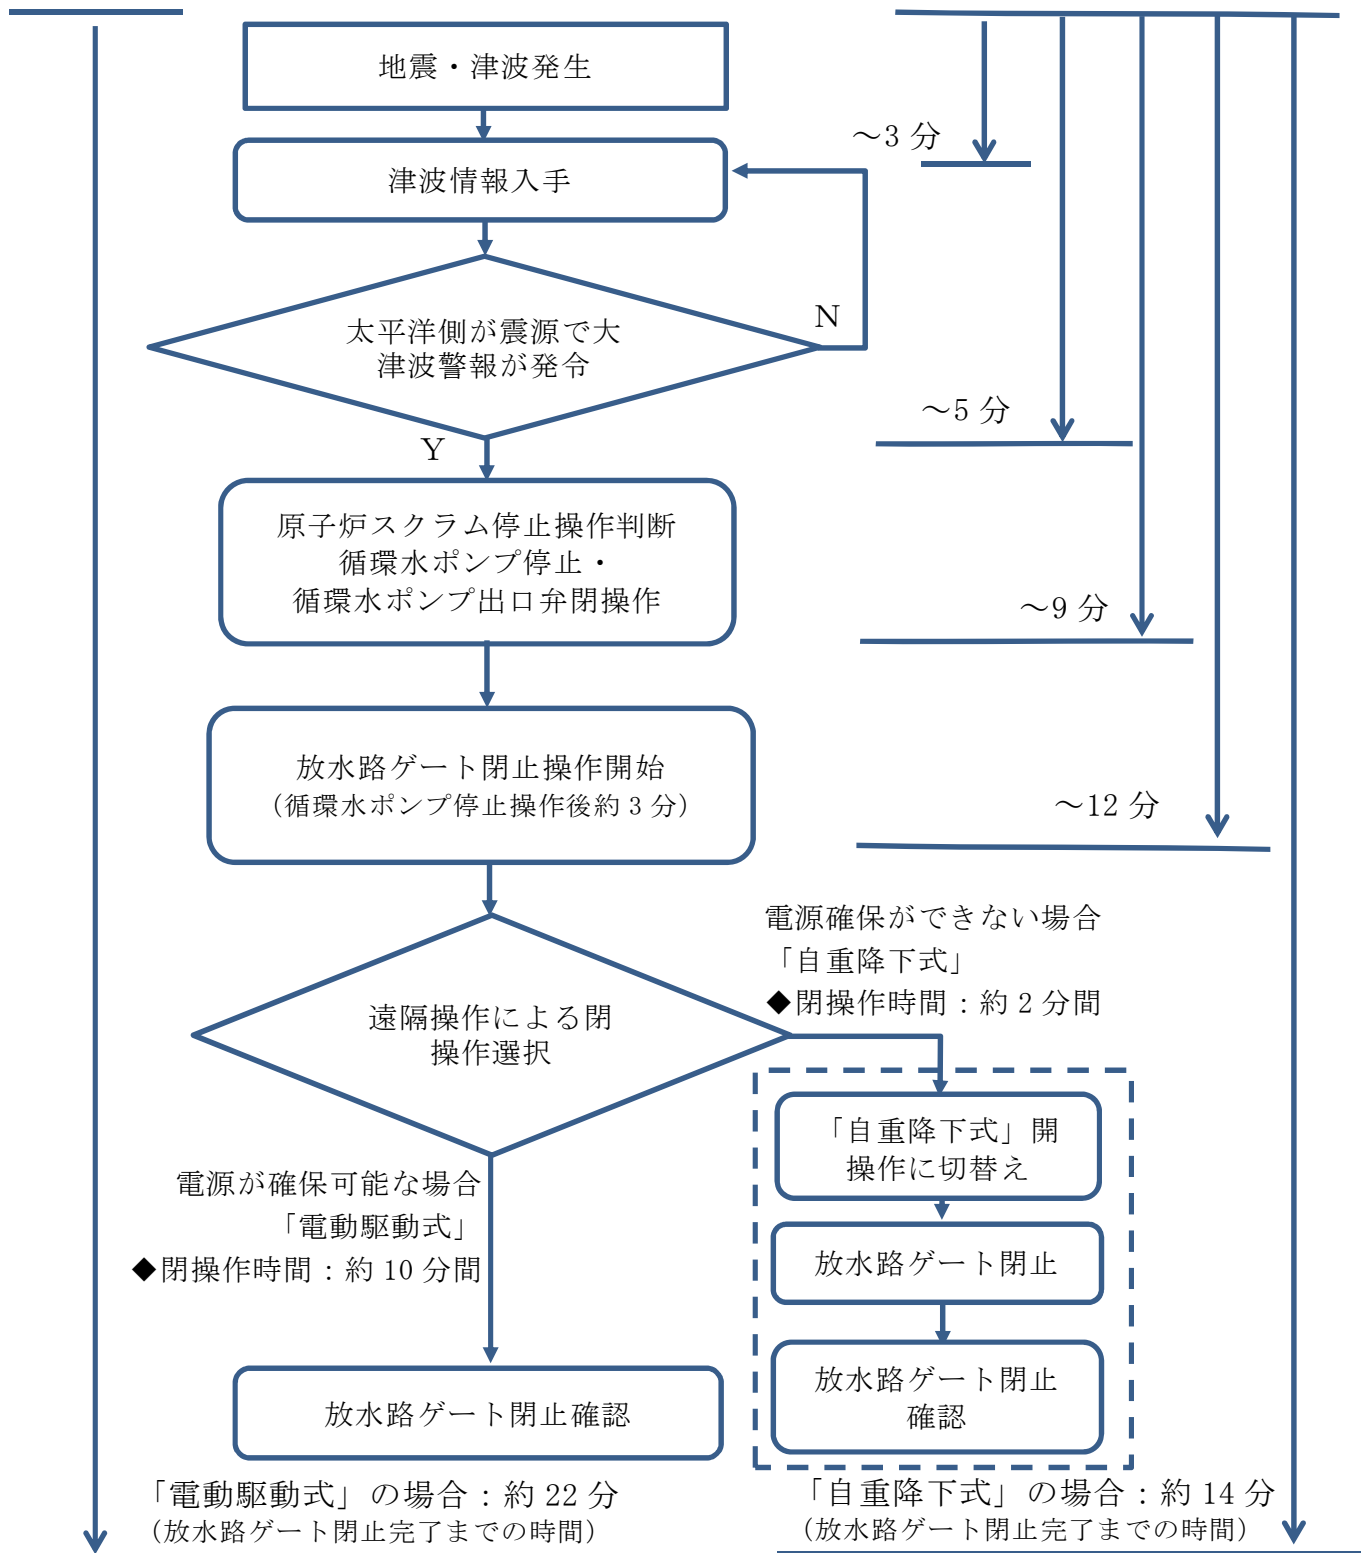 地震・津波発生
～3 分
津波情報入手
N
太平洋側が震源で大
津波警報が発令
～5 分
Y
原子炉スクラム停止操作判断
循環水ポンプ停止・
循環水ポンプ出口弁閉操作
～9 分
放水路ゲート閉止操作開始
（循環水ポンプ停止操作後約 3 分）
～12 分
電源確保ができない場合
「自重降下式」
◆閉操作時間：約 2 分間
遠隔操作による閉
操作選択
「自重降下式」開
操作に切替え
電源が確保可能な場合
「電動駆動式」
◆閉操作時間：約 10 分間
放水路ゲート閉止
放水路ゲート閉止
確認
放水路ゲート閉止確認
「電動駆動式」の場合：約 22 分
（放水路ゲート閉止完了までの時間）
「自重降下式」の場合：約 14 分
（放水路ゲート閉止完了までの時間）